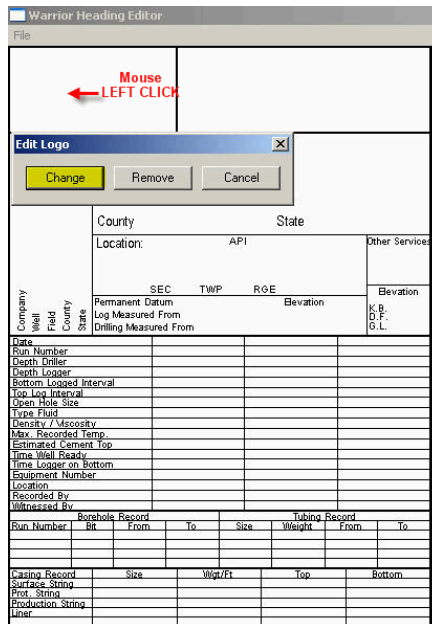 Warrior Heading Editor
File
Mouse
LEFT CLICK
Edit Logo
Change Remove Cancel
County State
Location: API Other Services
SEC TWP RGE
Company
Well
Field
County
State
Permanent Datum Elevation
Log Measured From
Drilling Measured From
Elevation
K.B.
D.F.
G.L.
Date
Run Number
Depth Driller
Depth Logger
Bottom Logged Interval
Top Log Interval
Open Hole Size
Type Fluid
Density / Viscosity
Max. Recorded Temp.
Estimated Cement Top
Time Well Ready
Time Logger on Bottom
Equipment Number
Location
Recorded By
Witnessed By
Borehole Record Tubing Record
Run Number Bit From To Size Weight From To
Casing Record Size Wgt/Ft Top Bottom
Surface String
Prot. String
Production String
Liner